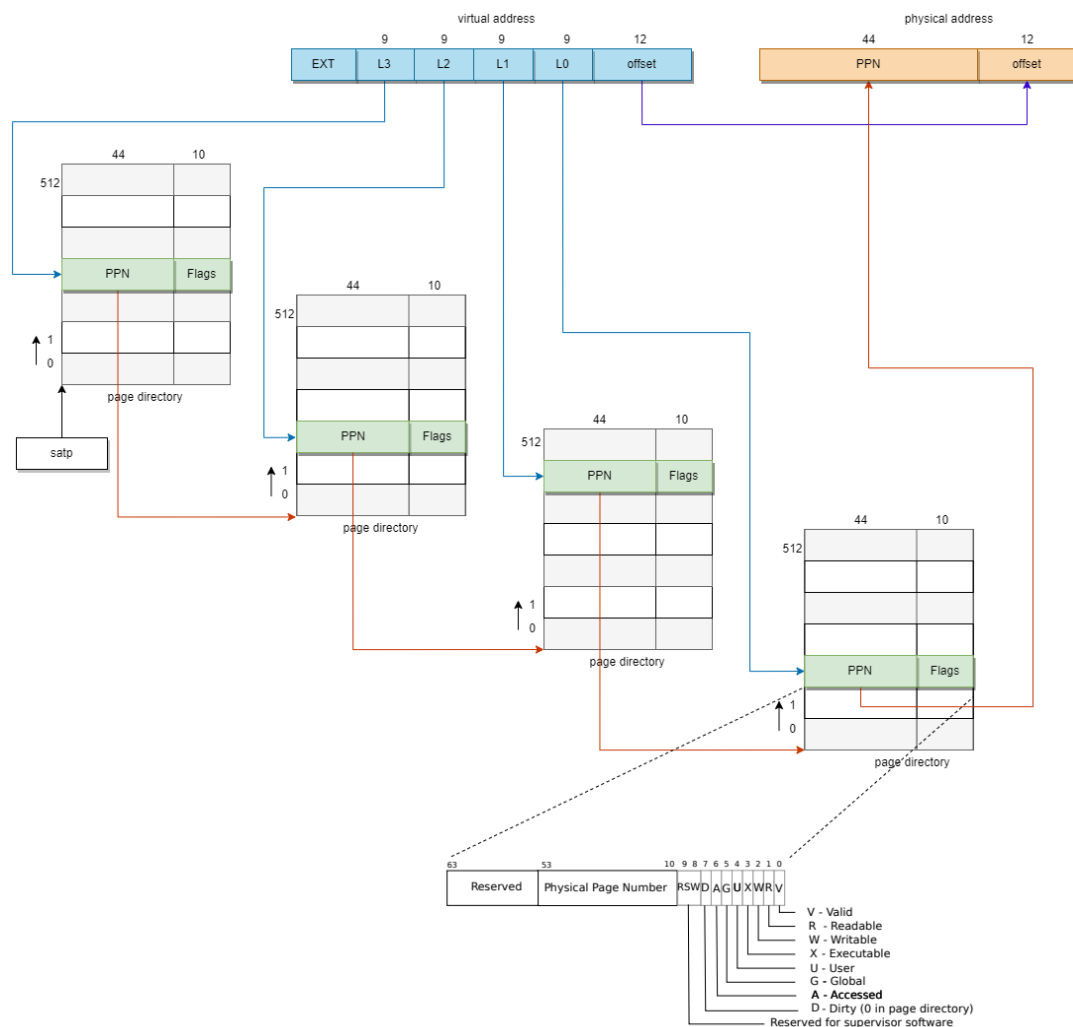 virtual address physical address
9 9 9 9 12 44 12
EXT L3 L2 L1 L0 offset PPN offset
44 10
512
PPN Flags
1
0
page directory
satp
44 10
512
PPN Flags
1
0
page directory
44 10
512
PPN Flags
1
0
page directory
44 10
512
PPN Flags
1
0
page directory
63 53 10 9 8 7 6 5 4 3 2 1 0
Reserved Physical Page Number RSW D A G U X W R V
V - Valid
R - Readable
W - Writable
X - Executable
U - User
G - Global
A - Accessed
D - Dirty (0 in page directory)
Reserved for supervisor software